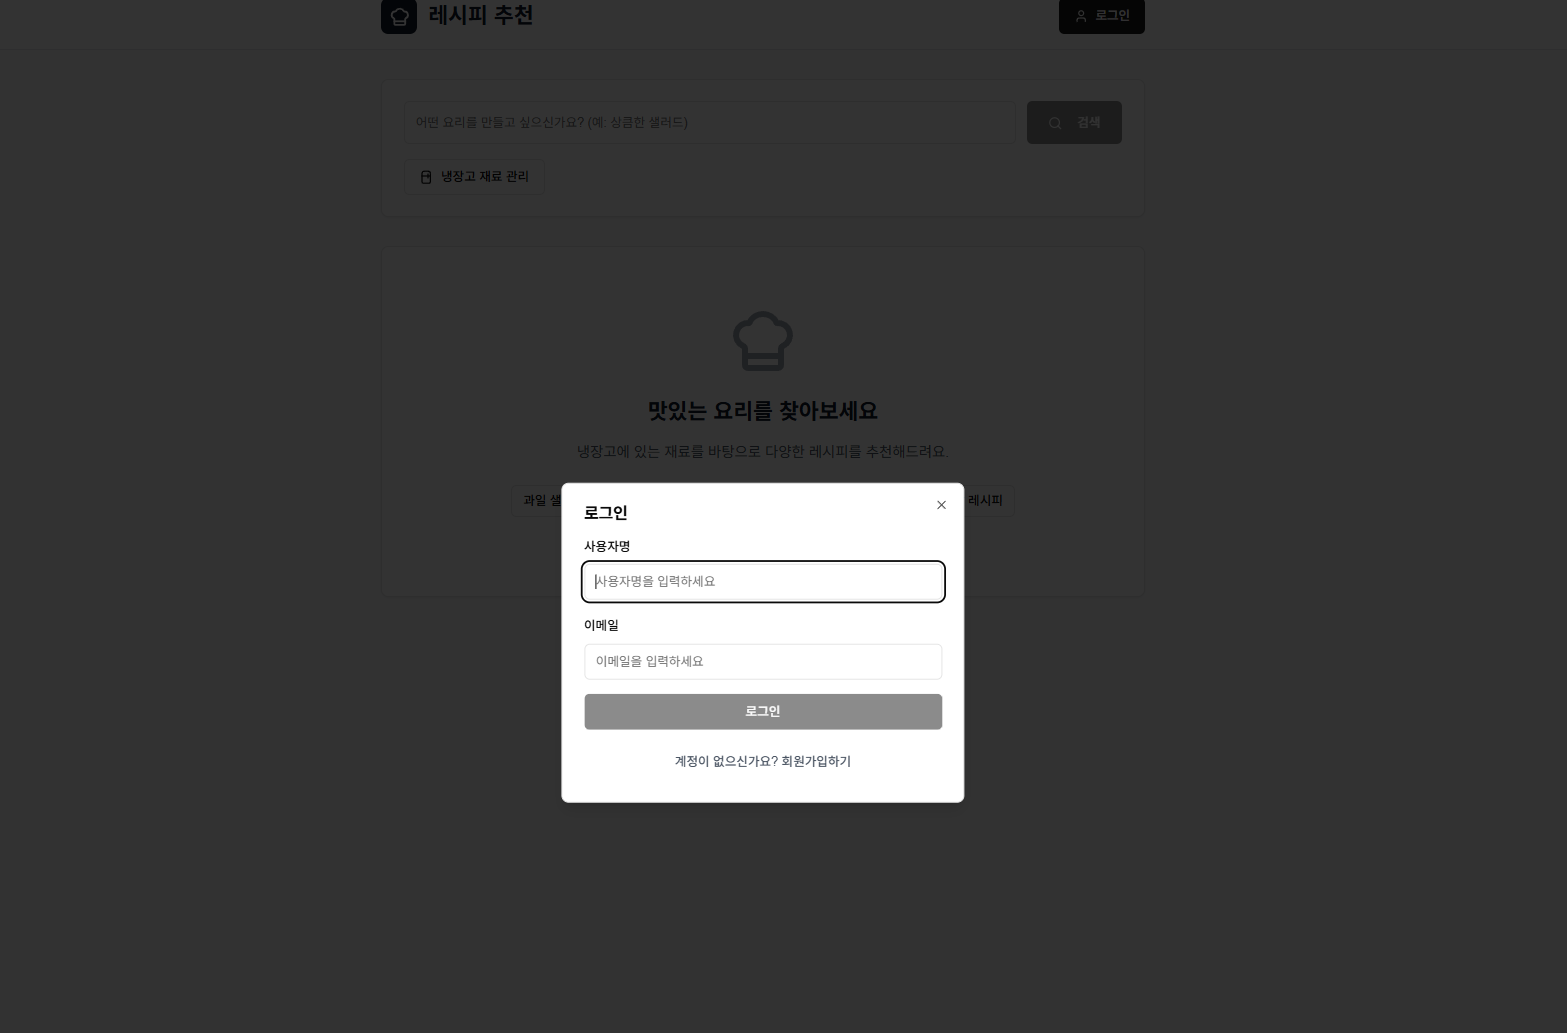 레시피 추천
로그인
어떤 요리를 만들고 싶으신가요? (예: 상큼한 샐러드)
검색
냉장고 재료 관리
맛있는 요리를 찾아보세요
냉장고에 있는 재료를 바탕으로 다양한 레시피를 추천해드려요.
과일
레시피
로그인
사용자명
사용자명을 입력하세요
이메일
이메일을 입력하세요
로그인
계정이 없으신가요? 회원가입하기